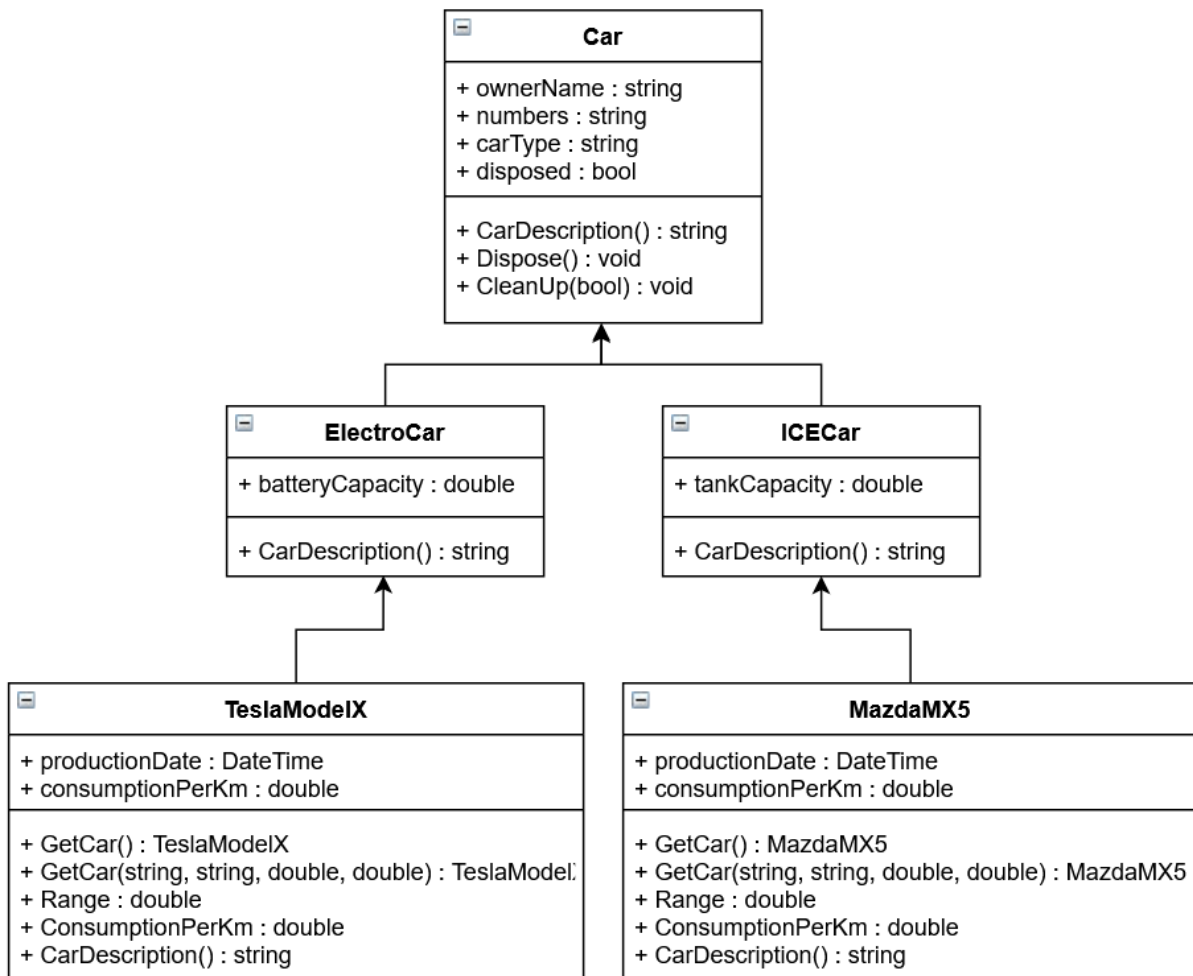 Car
+ ownerName : string
+ numbers : string
+ carType : string
+ disposed : bool
+ CarDescription() : string
+ Dispose() : void
+ CleanUp(bool) : void
ElectroCar
+ batteryCapacity : double
+ CarDescription() : string
ICECar
+ tankCapacity : double
+ CarDescription() : string
TeslaModelX
+ productionDate : DateTime
+ consumptionPerKm : double
+ GetCar() : TeslaModelX
+ GetCar(string, string, double, double) : TeslaModel
+ Range : double
+ ConsumptionPerKm : double
+ CarDescription() : string
MazdaMX5
+ productionDate : DateTime
+ consumptionPerKm : double
+ GetCar() : MazdaMX5
+ GetCar(string, string, double, double) : MazdaMX5
+ Range : double
+ ConsumptionPerKm : double
+ CarDescription() : string